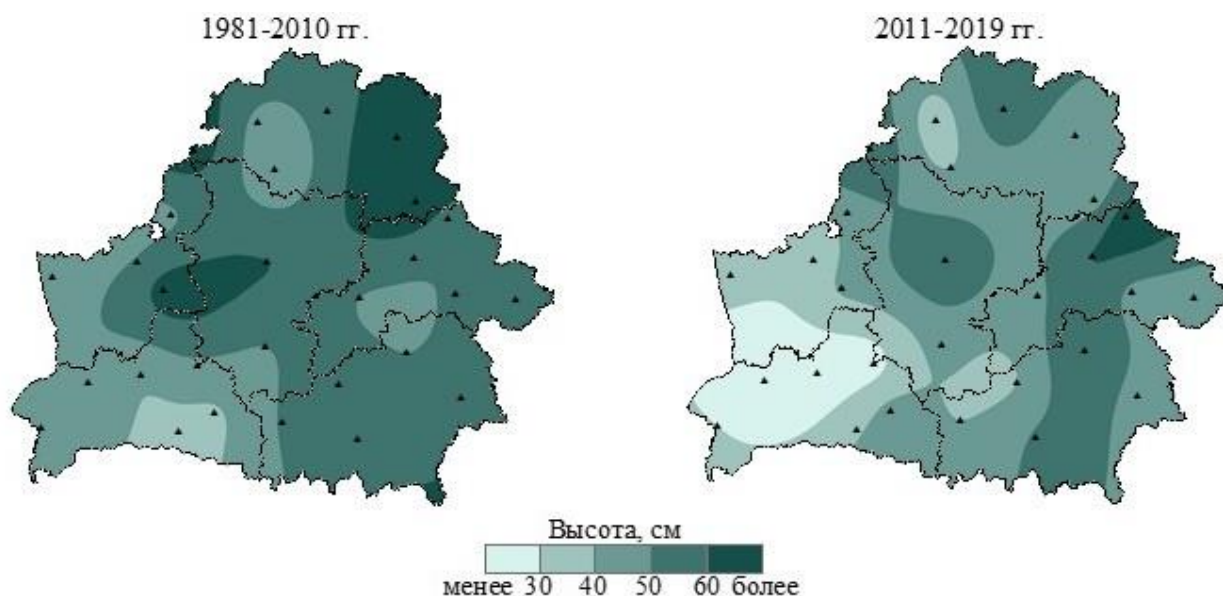 1981-2010 гг.
2011-2019 гг.
Высота, см
менее 30 40 50 60 более